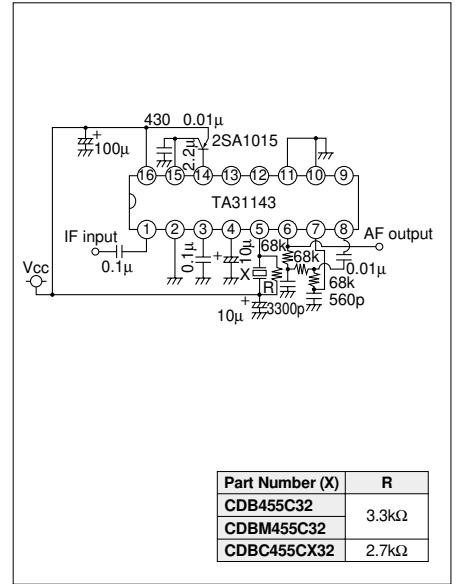 430 0.01μ
2SA1015
+
100μ
2.2μ
16 15 14 13 12 11 10 9
TA31143
1 2 3 4 5 6 7 8
IF input
AF output
0.1μ
0.1μ
+
10μ
68k
68k
0.01μ
Vcc
X
R
68k
+
10μ
3300p
560p
Part Number (X) R
CDB455C32 3.3kΩ
CDBM455C32
CDBC455CX32 2.7kΩ